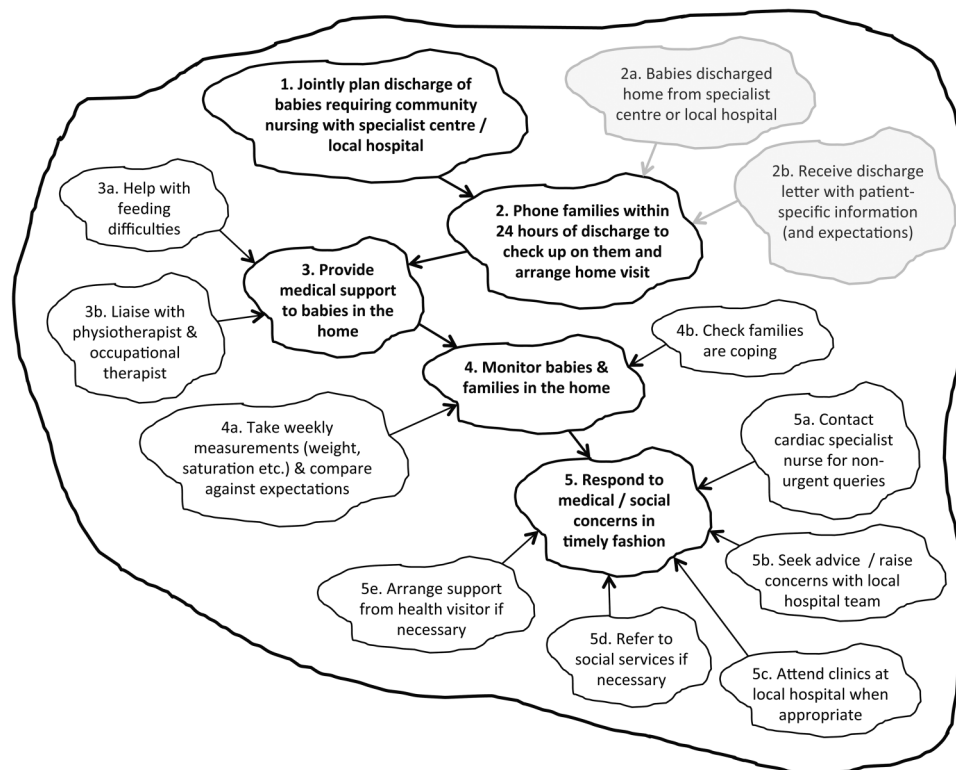 1. Jointly plan discharge of
babies requiring community
nursing with specialist centre /
local hospital
2a. Babies discharged
home from specialist
centre or local hospital
2b. Receive discharge
letter with patient-
specific information
(and expectations)
2. Phone families within
24 hours of discharge to
check up on them and
arrange home visit
3a. Help with
feeding
difficulties
3. Provide
medical support
to babies in the
home
3b. Liaise with
physiotherapist &
occupational
therapist
4b. Check families
are coping
4. Monitor babies &
families in the home
4a. Take weekly
measurements (weight,
saturation etc.) & compare
against expectations
5a. Contact
cardiac specialist
nurse for non-
urgent queries
5. Respond to
medical / social
concerns in
timely fashion
5b. Seek advice / raise
concerns with local
hospital team
5e. Arrange support
from health visitor if
necessary
5d. Refer to
social services if
necessary
5c. Attend clinics at
local hospital when
appropriate